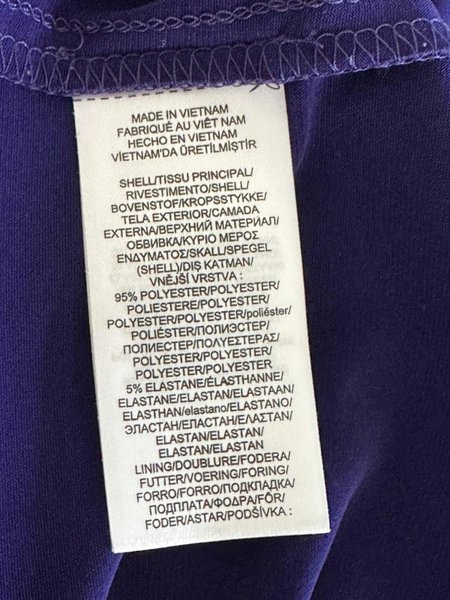 MADE IN VIETNAM
FABRIQUÉ AU VIÊT NAM
HECHO EN VIETNAM
VİETNAM'DA ÜRETİLMİŞTİR
SHELL/TISSU PRINCIPAL/
RIVESTIMENTO/SHELL/
BOVENSTOF/KROPSSTYKKE/
TELA EXTERIOR/CAMADA
EXTERNA/ВЕРХНИЙ МАТЕРИАЛ/
ОБВИВКА/ΚΥΡΙΟ ΜΕΡΟΣ
ΕΝΔΥΜΑΤΟΣ/SKALL/SPEGEL
(SHELL)/DIŞ KATMAN/
VNĚJŠÍ VRSTVA :
95% POLYESTER/POLYESTER/
POLIESTERE/POLYESTER/
POLYESTER/POLYESTER/poliéster/
POLIÉSTER/ПОЛИЭСТЕР/
ПОЛИЕСТЕР/ΠΟΛΥΕΣΤΕΡΑΣ/
POLYESTER/POLYESTER/
POLYESTER/POLYESTER
5% ELASTANE/ÉLASTHANNE/
ELASTANE/ELASTAN/ELASTAAN/
ELASTHAN/elastano/ELASTANO/
ЭЛАСТАН/ЕЛАСТАН/ΕΛΑΣΤΑΝ/
ELASTAN/ELASTAN/
ELASTAN/ELASTAN
LINING/DOUBLURE/FODERA/
FUTTER/VOERING/FORING/
FORRO/FORRO/ПОДКЛАДКА/
ПОДПЛАТА/ΦΟΔΡΑ/FÔR/
FODER/ASTAR/PODŠÍVKA :